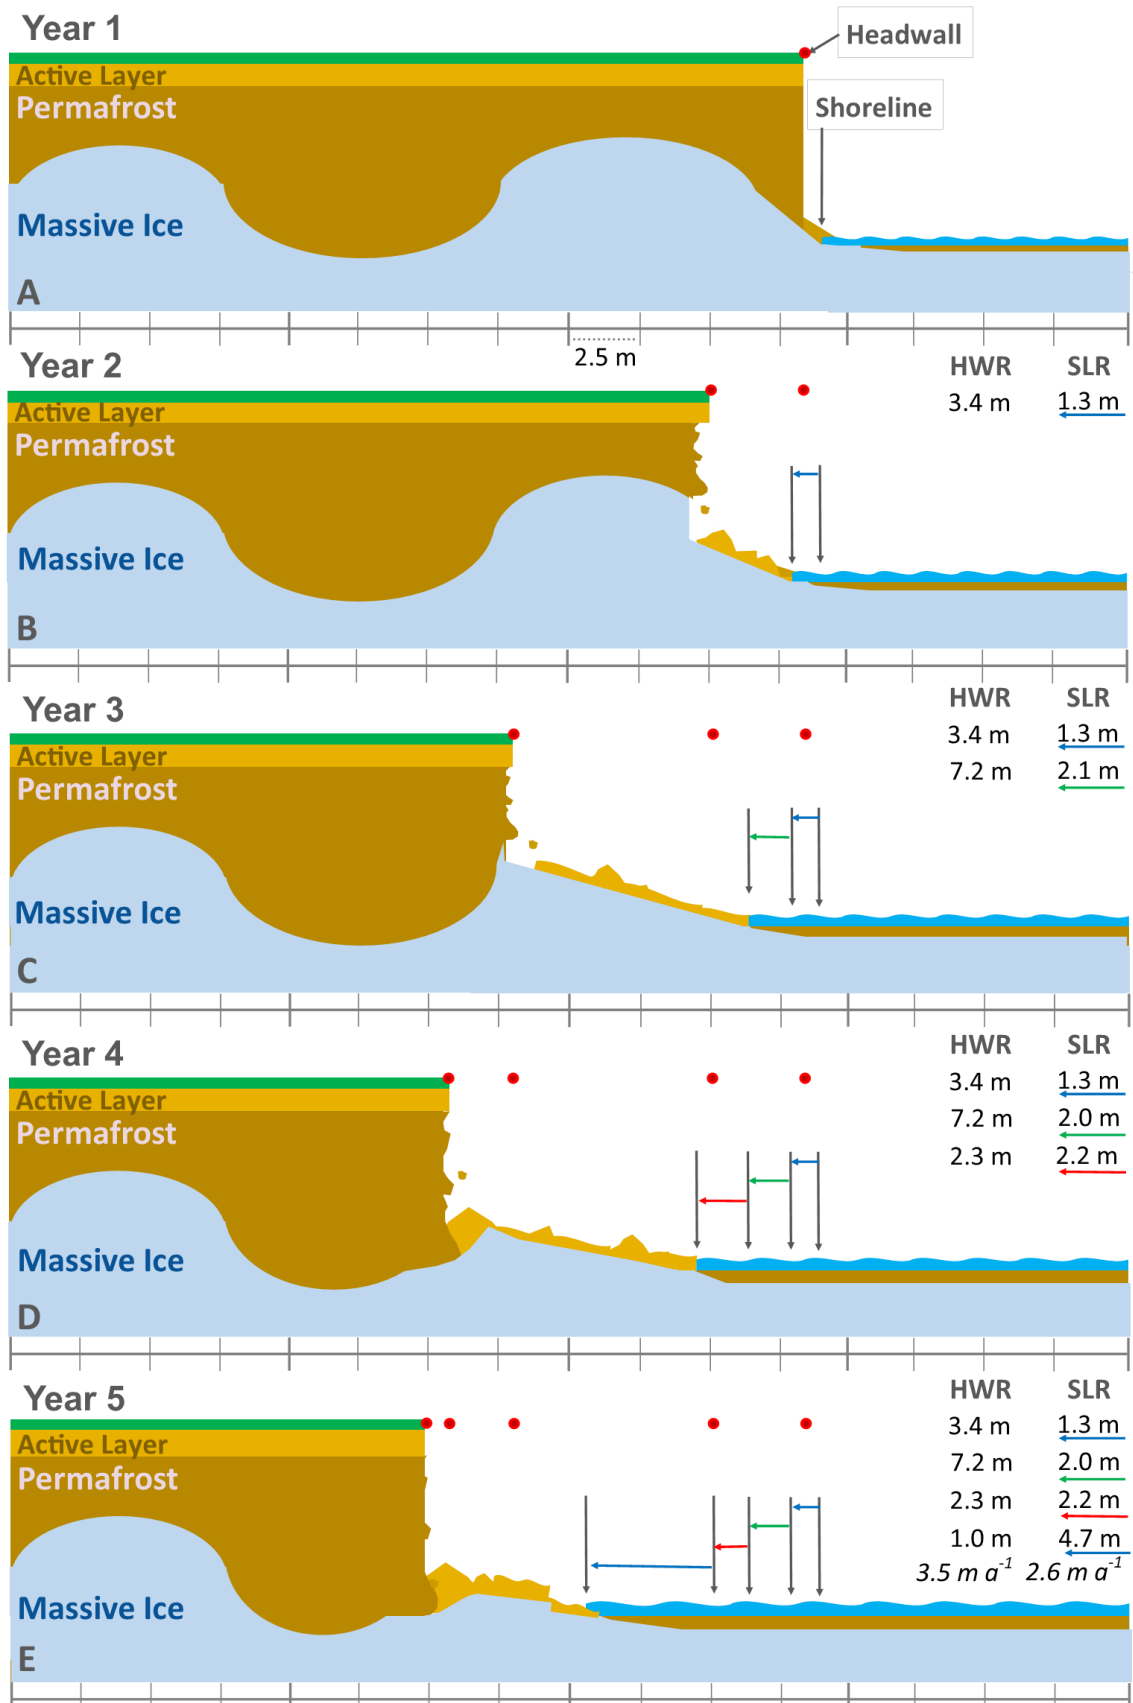 Year 1
Headwall
Active Layer
Permafrost
Shoreline
Massive Ice
A
2.5 m
Year 2
HWR SLR
3.4 m 1.3 m
Active Layer
Permafrost
Massive Ice
B
Year 3
HWR SLR
3.4 m 1.3 m
Active Layer
7.2 m 2.1 m
Permafrost
Massive Ice
C
Year 4
HWR SLR
3.4 m 1.3 m
Active Layer
7.2 m 2.0 m
Permafrost
2.3 m 2.2 m
Massive Ice
D
Year 5
HWR SLR
3.4 m 1.3 m
Active Layer
7.2 m 2.0 m
Permafrost
2.3 m 2.2 m
1.0 m 4.7 m
3.5 m a⁻¹ 2.6 m a⁻¹
Massive Ice
E